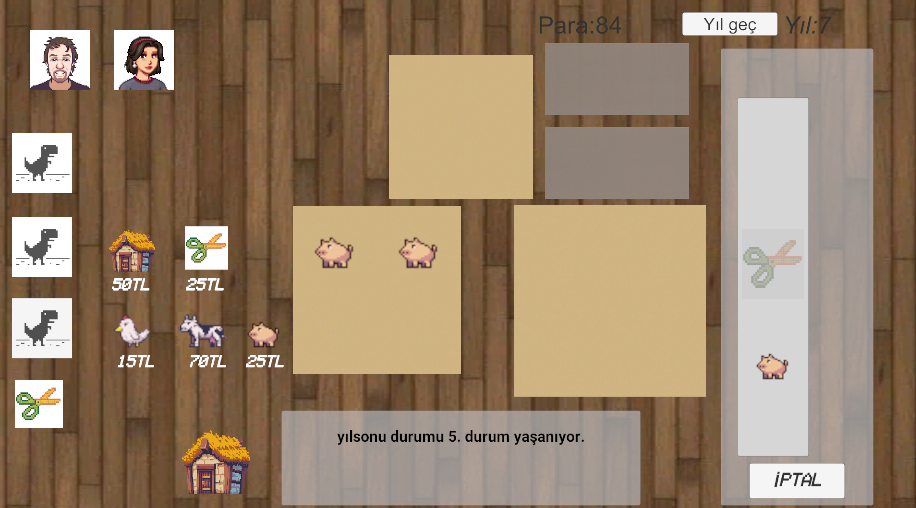 Para:84
Yıl geç
Yıl:7
50TL
25TL
15TL
70TL
25TL
yılsonu durumu 5. durum yaşanıyor.
İPTAL